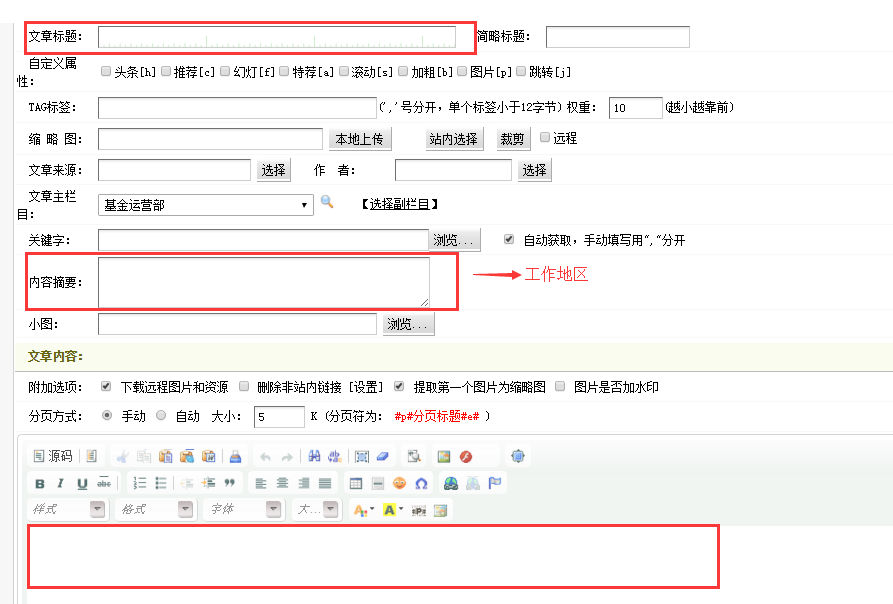 文章标题： 简略标题：
自定义属性： 头条[h] 推荐[c] 幻灯[f] 特荐[a] 滚动[s] 加粗[b] 图片[p] 跳转[j]
TAG标签： (','号分开，单个标签小于12字节) 权重： 10 (越小越靠前)
缩 略 图： 本地上传 站内选择 裁剪 远程
文章来源： 选择 作 者： 选择
文章主栏目： 基金运营部 【选择副栏目】
关键字： 浏览... 自动获取，手动填写用","分开
内容摘要： 工作地区
小图： 浏览...
文章内容：
附加选项： 下载远程图片和资源 删除非站内链接 [设置] 提取第一个图片为缩略图 图片是否加水印
分页方式： 手动 自动 大小： 5 K (分页符为： #p#分页标题#e# )
源码
B I U abc
样式 格式 字体 大...